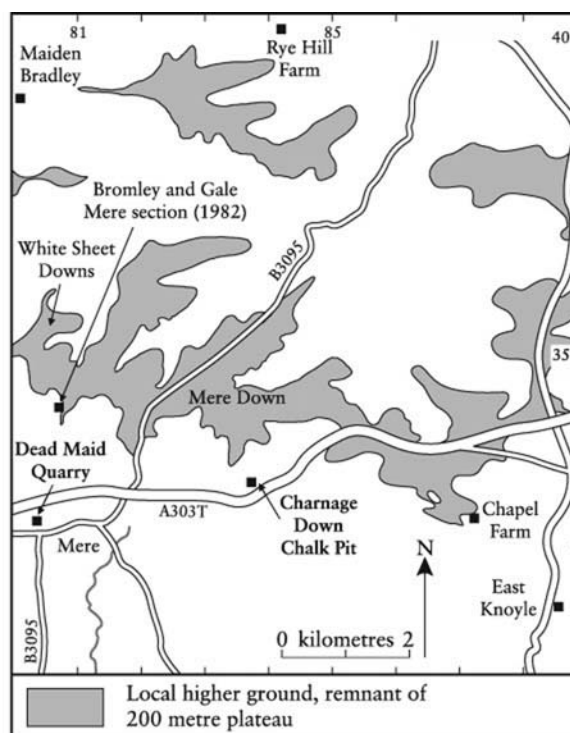 81
85
40
Maiden
Bradley
Rye Hill
Farm
Bromley and Gale
Mere section (1982)
White Sheet
Downs
B3095
35
Mere Down
Dead Maid
Quarry
A303T
Charnage
Down
Chalk Pit
Chapel
Farm
Mere
N
East
Knoyle
B3095
0 kilometres 2
Local higher ground, remnant of
200 metre plateau